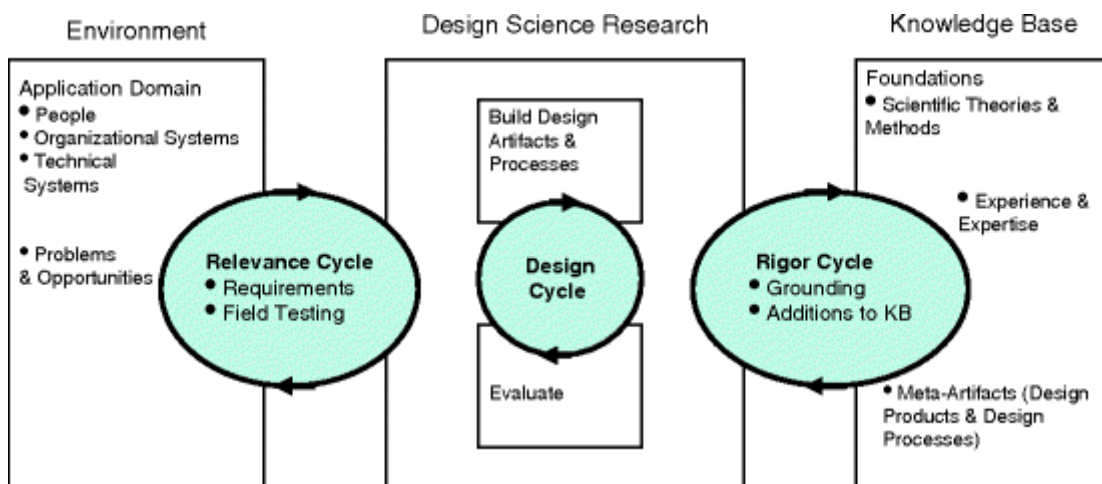 Environment
Design Science Research
Knowledge Base
Application Domain
• People
• Organizational Systems
• Technical
Systems
• Problems
& Opportunities
Relevance Cycle
• Requirements
• Field Testing
Build Design
Artifacts &
Processes
Design
Cycle
Evaluate
Rigor Cycle
• Grounding
• Additions to KB
Foundations
• Scientific Theories &
Methods
• Experience &
Expertise
• Meta-Artifacts (Design
Products & Design
Processes)